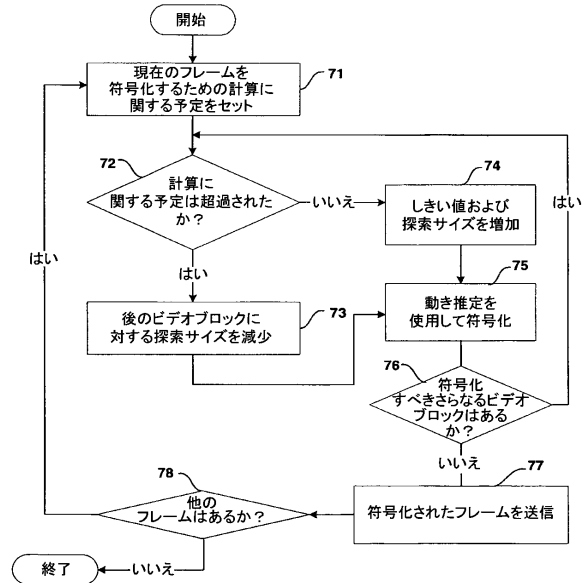 開始
現在のフレームを
符号化するための計算に
関する予定をセット
71
72
計算に
関する予定は超過された
か？
いいえ
はい
74
しきい値および
探索サイズを増加
はい
はい
75
後のビデオブロックに
対する探索サイズを減少
73
動き推定を
使用して符号化
76
符号化
すべきさらなるビデオ
ブロックはある
か？
いいえ
77
78
他の
フレームはあるか？
符号化されたフレームを送信
終了
いいえ